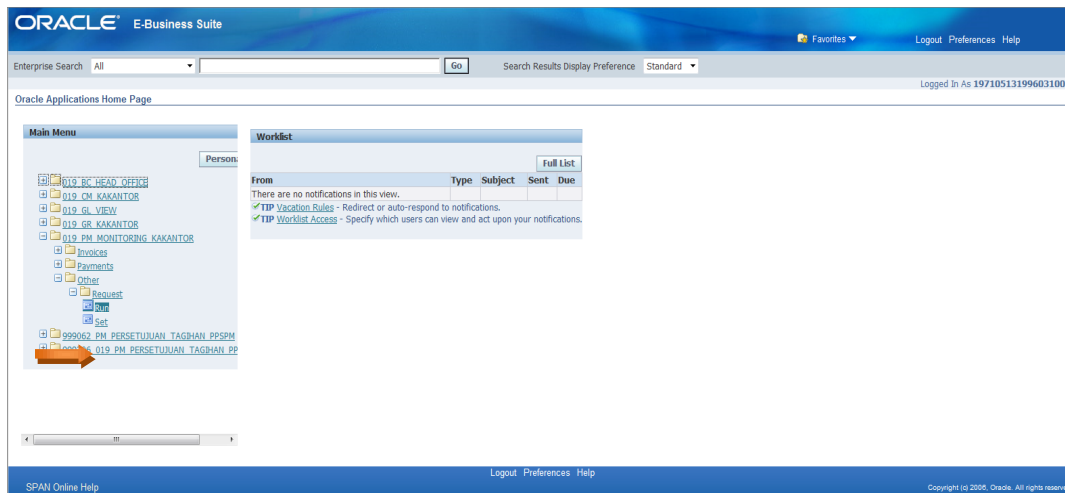 ORACLE E-Business Suite
Favorites
Logout Preferences Help
Enterprise Search All Go Search Results Display Preference Standard
Logged In As 19710513199603100
Oracle Applications Home Page
Main Menu
Persona
019 BC HEAD OFFICE
019 CM KAKANTOR
019 GL VIEW
019 GR KAKANTOR
019 PM MONITORING KAKANTOR
Invoices
Payments
Other
Request
Run
Set
999062 PM PERSETUJUAN TAGIHAN PPSPM
019 PM PERSETUJUAN TAGIHAN PP
Worklist
Full List
From Type Subject Sent Due
There are no notifications in this view.
TIP Vacation Rules - Redirect or auto-respond to notifications.
TIP Worklist Access - Specify which users can view and act upon your notifications.
Logout Preferences Help
SPAN Online Help
Copyright (c) 2006, Oracle. All rights reserve